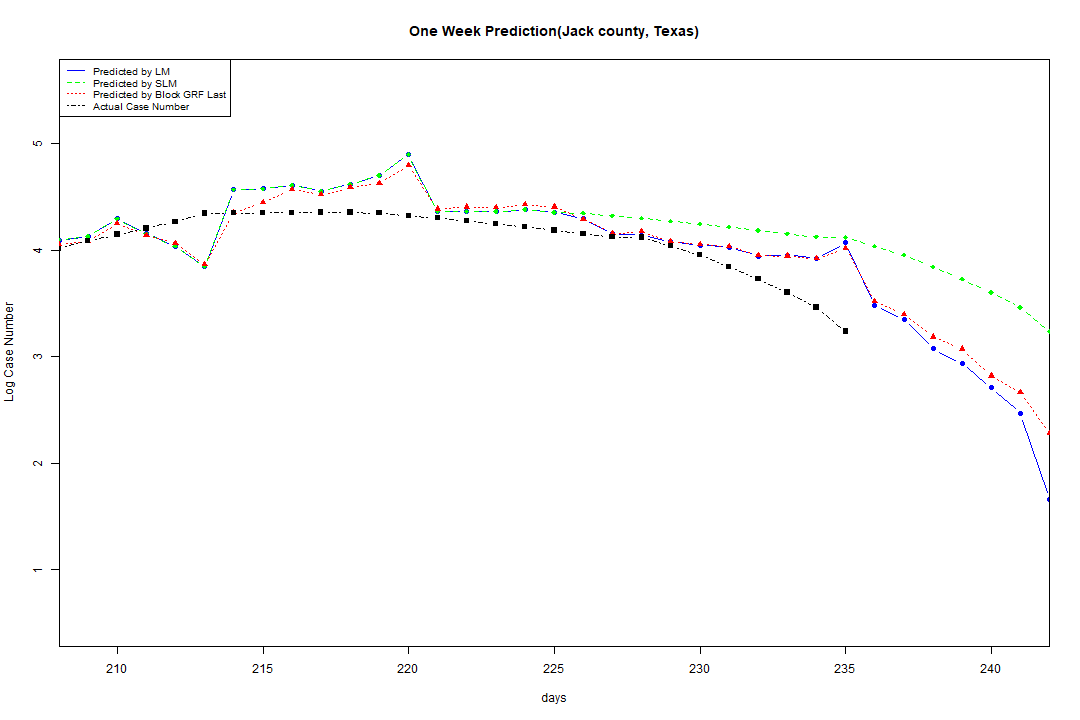 One Week Prediction(Jack county, Texas)
Predicted by LM
Predicted by SLM
Predicted by Block GRF Last
Actual Case Number
5
4
3
2
1
Log Case Number
210 215 220 225 230 235 240
days